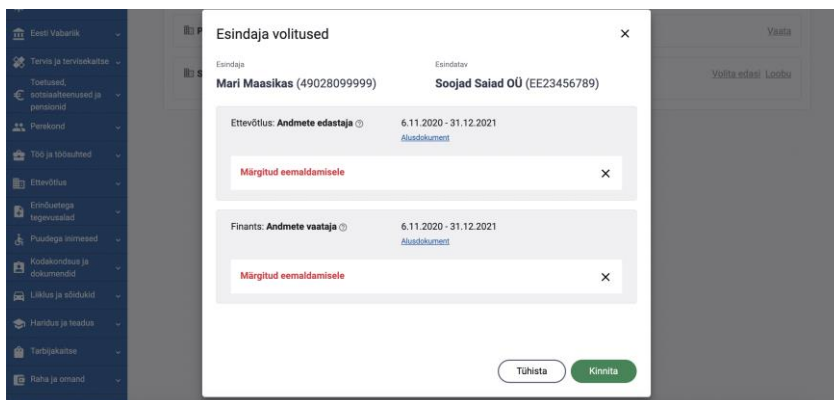 Eesti Vabariik
Tervis ja tervisekaitse
Toetused,
sotsiaalteenused ja
pensionid
Perekond
Töö ja töösuhted
Ettevõtlus
Erinõuetega
tegevusalad
Puudega inimesed
Kodakondsus ja
dokumendid
Liiklus ja sõidukid
Haridus ja teadus
Tarbijakaitse
Raha ja omand
P
Vaata
S
Volita edasi Loobu
Esindaja volitused
Esindaja
Esindatav
Mari Maasikas (49028099999)
Soojad Saiad OÜ (EE23456789)
Ettevõtlus: Andmete edastaja
6.11.2020 - 31.12.2021
Alusdokument
Märgitud eemaldamisele
Finants: Andmete vaataja
6.11.2020 - 31.12.2021
Alusdokument
Märgitud eemaldamisele
Tühista
Kinnita